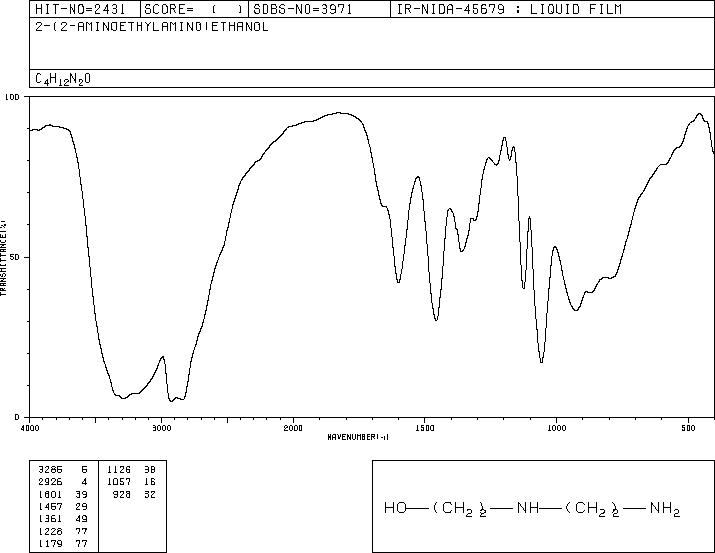 HIT-NO=2431 SCORE= ( ) SDBS-NO=3971 IR-NIDA-45679 : LIQUID FILM
2-(2-AMINOETHYLAMINO)ETHANOL
C4H12N2O
100
50
0
TRANSMITTANCE(%)
4000 3000 2000 1500 1000 500
WAVENUMBER(-1)
3286 6 1126 38
2926 4 1057 16
1601 39 928 32
1457 29
1361 49
1228 77
1179 77
HO—(CH2)2—NH—(CH2)2—NH2